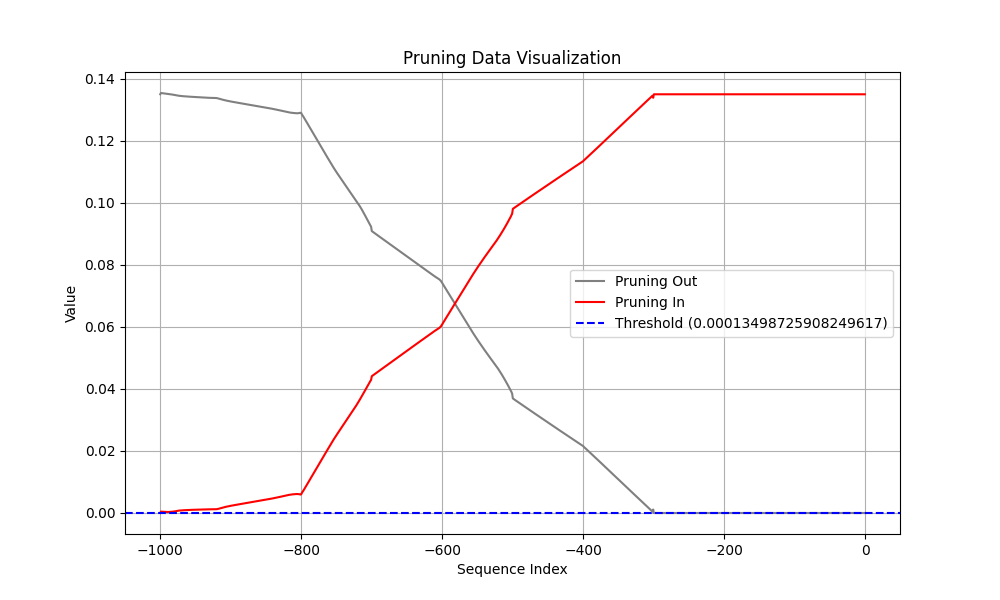 Pruning Data Visualization
0.14
0.12
0.10
0.08
0.06
0.04
0.02
0.00
Value
Pruning Out
Pruning In
Threshold (0.00013498725908249617)
−1000
−800
−600
−400
−200
0
Sequence Index